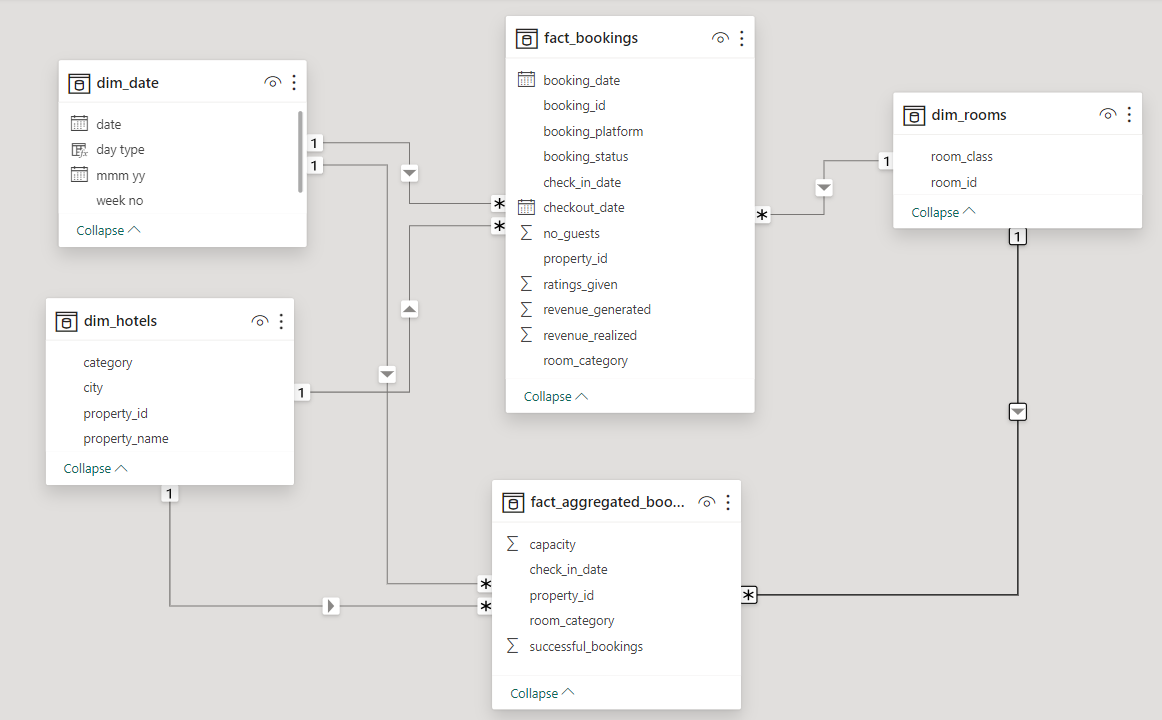 dim_date
date
day type
mmm yy
week no
Collapse
1
1
dim_hotels
category
city
property_id
property_name
Collapse
1
1
fact_bookings
booking_date
booking_id
booking_platform
booking_status
check_in_date
checkout_date
no_guests
property_id
ratings_given
revenue_generated
revenue_realized
room_category
Collapse
*
*
*
dim_rooms
room_class
room_id
Collapse
1
1
fact_aggregated_boo...
capacity
check_in_date
property_id
room_category
successful_bookings
Collapse
*
*
*